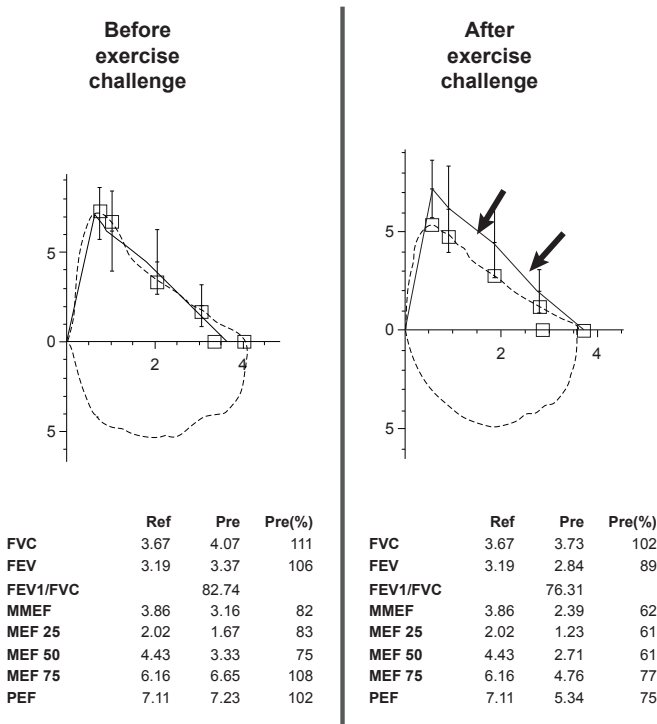 Before
exercise
challenge
5
0
2
4
5
Ref Pre Pre(%)
FVC 3.67 4.07 111
FEV 3.19 3.37 106
FEV1/FVC 82.74
MMEF 3.86 3.16 82
MEF 25 2.02 1.67 83
MEF 50 4.43 3.33 75
MEF 75 6.16 6.65 108
PEF 7.11 7.23 102
After
exercise
challenge
5
0
2
4
5
Ref Pre Pre(%)
FVC 3.67 3.73 102
FEV 3.19 2.84 89
FEV1/FVC 76.31
MMEF 3.86 2.39 62
MEF 25 2.02 1.23 61
MEF 50 4.43 2.71 61
MEF 75 6.16 4.76 77
PEF 7.11 5.34 75